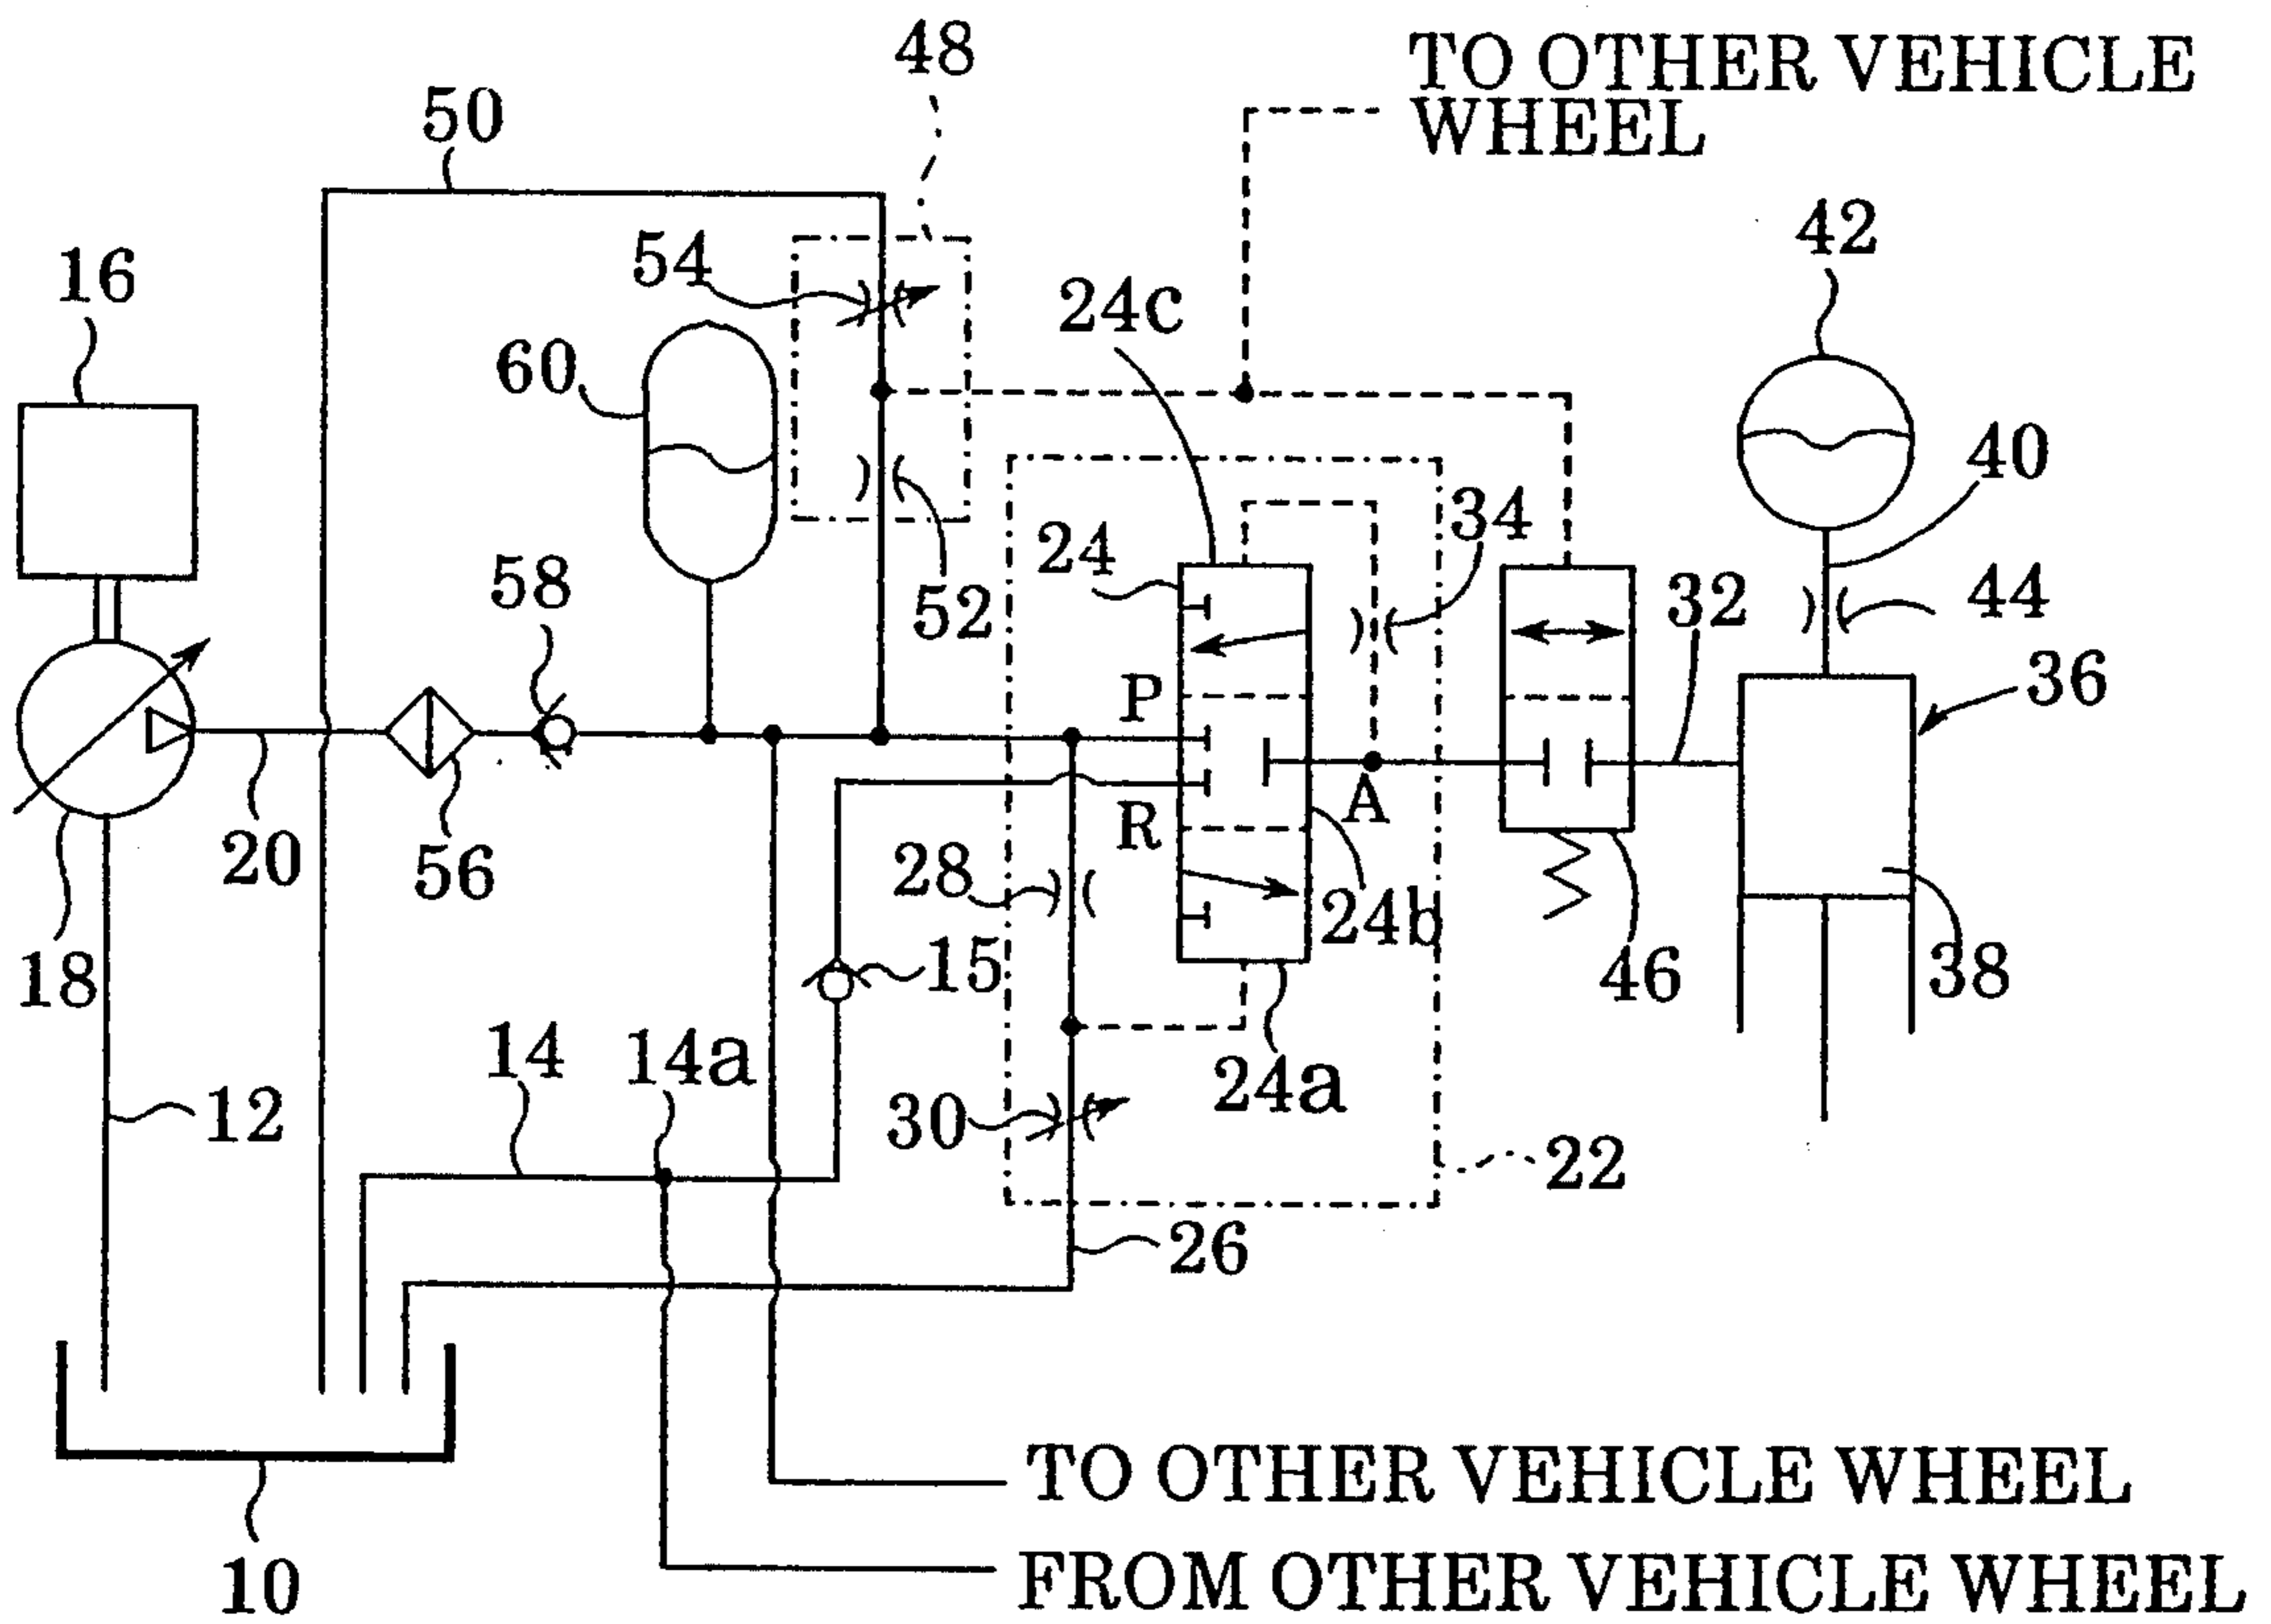 48
TO OTHER VEHICLE
WHEEL
50
42
54
16
24c
60
40
34
24
58
52
32
44
36
P
A
R
20
56
28
24b
18
15
46
38
14
14a
24a
12
30
22
26
TO OTHER VEHICLE WHEEL
FROM OTHER VEHICLE WHEEL
10